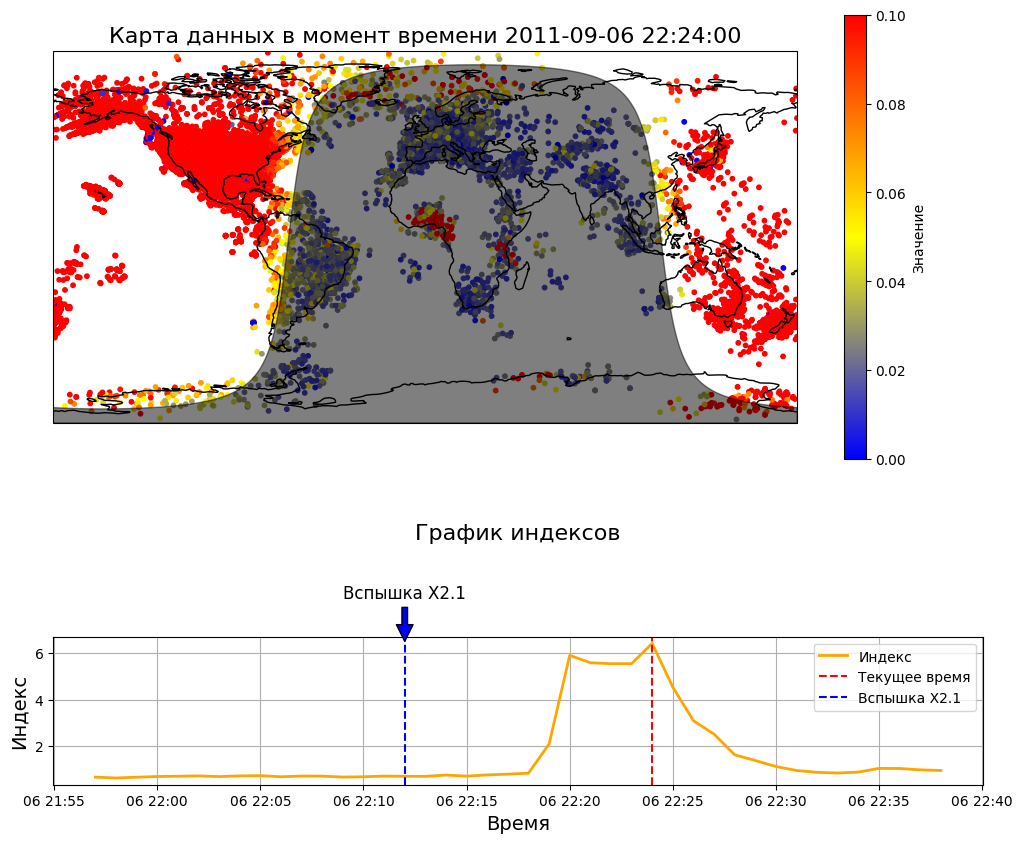 Карта данных в момент времени 2011-09-06 22:24:00
0.10
0.08
0.06
0.04
0.02
0.00
Значение
График индексов
Вспышка X2.1
6
4
2
Индекс
Индекс
Текущее время
Вспышка X2.1
06 21:55
06 22:00
06 22:05
06 22:10
06 22:15
06 22:20
06 22:25
06 22:30
06 22:35
06 22:40
Время